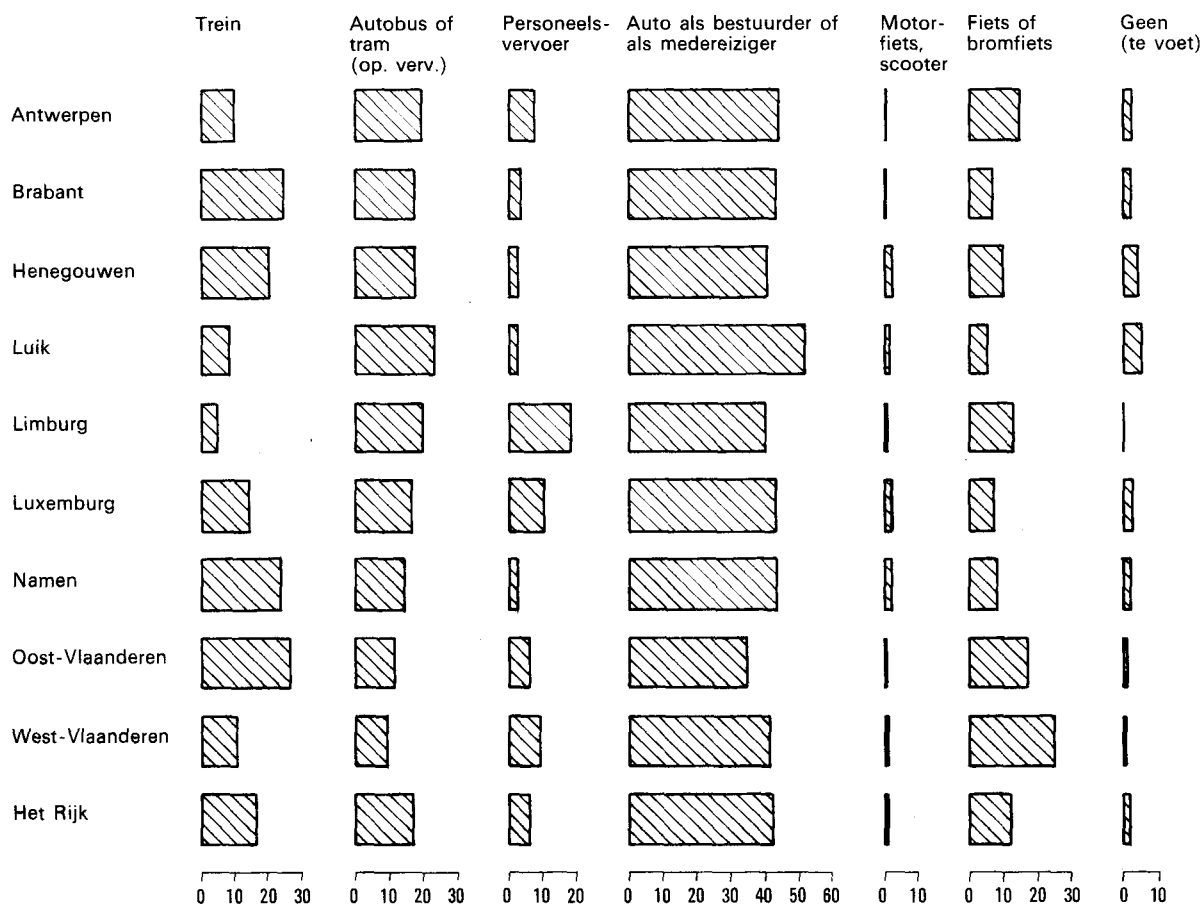 Trein
Autobus of
tram
(op. verv.)
Personeels-
vervoer
Auto als bestuurder of
als medereiziger
Motor-
fiets,
scooter
Fiets of
bromfiets
Geen
(te voet)
Antwerpen
Brabant
Henegouwen
Luik
Limburg
Luxemburg
Namen
Oost-Vlaanderen
West-Vlaanderen
Het Rijk
0 10 20 30
0 10 20 30
0 10 20
0 10 20 30 40 50 60
0 10
0 10 20 30
0 10